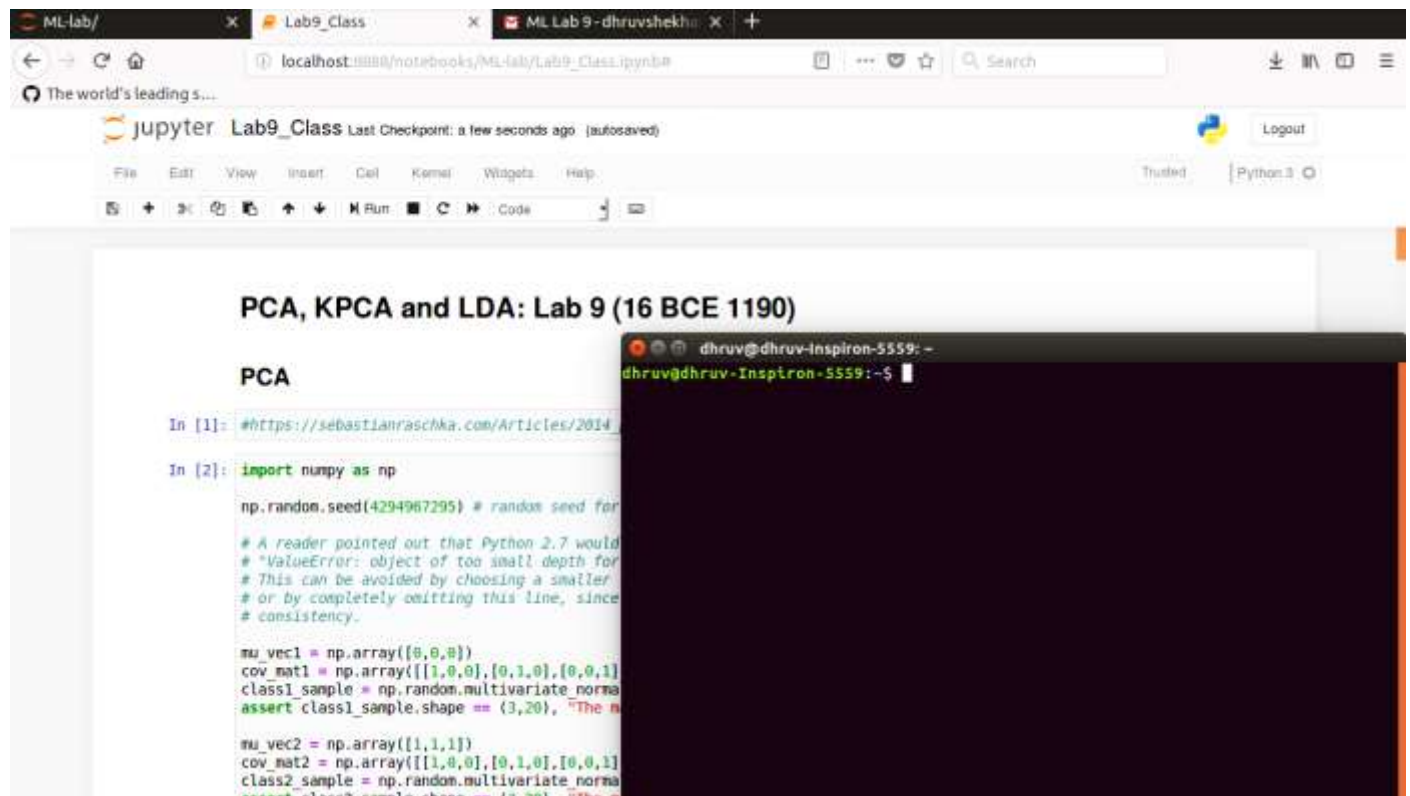 ML-lab/
Lab9_Class
ML Lab 9 - dhruvshekh
localhost:8888/notebooks/ML-lab/Lab9_Class.ipynb#
Search
The world's leading s...
jupyter Lab9_Class Last Checkpoint: a few seconds ago (autosaved)
Logout
File Edit View Insert Cell Kernel Widgets Help
Trusted
Python 3
Run
Code
PCA, KPCA and LDA: Lab 9 (16 BCE 1190)
PCA
dhruv@dhruv-Inspiron-5559: ~
dhruv@dhruv-Inspiron-5559:~$
In [1]: #https://sebastianraschka.com/Articles/2014_
In [2]: import numpy as np
np.random.seed(4294967295) # random seed for
# A reader pointed out that Python 2.7 would
# "ValueError: object of too small depth for
# This can be avoided by choosing a smaller
# or by completely omitting this line, since
# consistency.
mu_vec1 = np.array([0,0,0])
cov_mat1 = np.array([[1,0,0],[0,1,0],[0,0,1]
class1_sample = np.random.multivariate_norma
assert class1_sample.shape == (3,20), "The m
mu_vec2 = np.array([1,1,1])
cov_mat2 = np.array([[1,0,0],[0,1,0],[0,0,1]
class2_sample = np.random.multivariate_norma